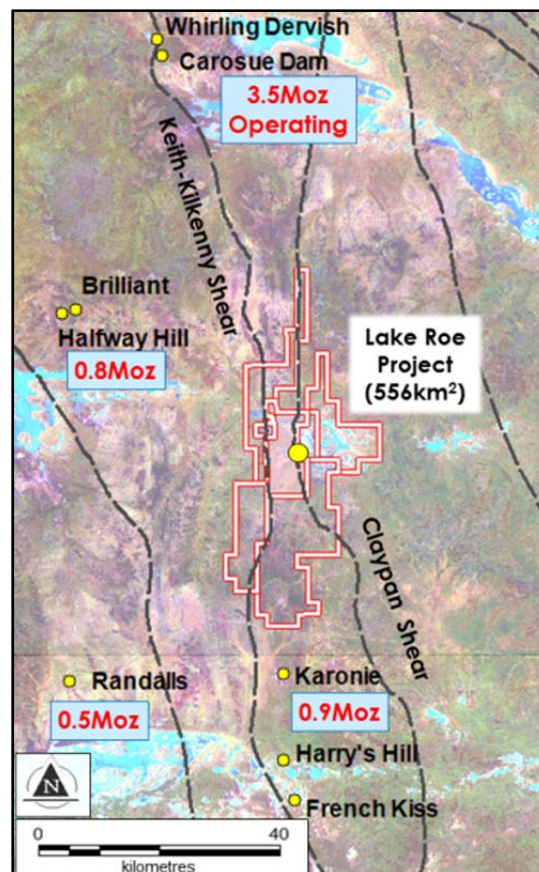 Whirling Dervish
Carosue Dam
3.5Moz
Operating
Keith-Kilkenny Shear
Brilliant
Halfway Hill
0.8Moz
Lake Roe
Project
(556km²)
Claypan Shear
Randalls
0.5Moz
Karonie
0.9Moz
Harry's Hill
French Kiss
N
0 40
kilometres